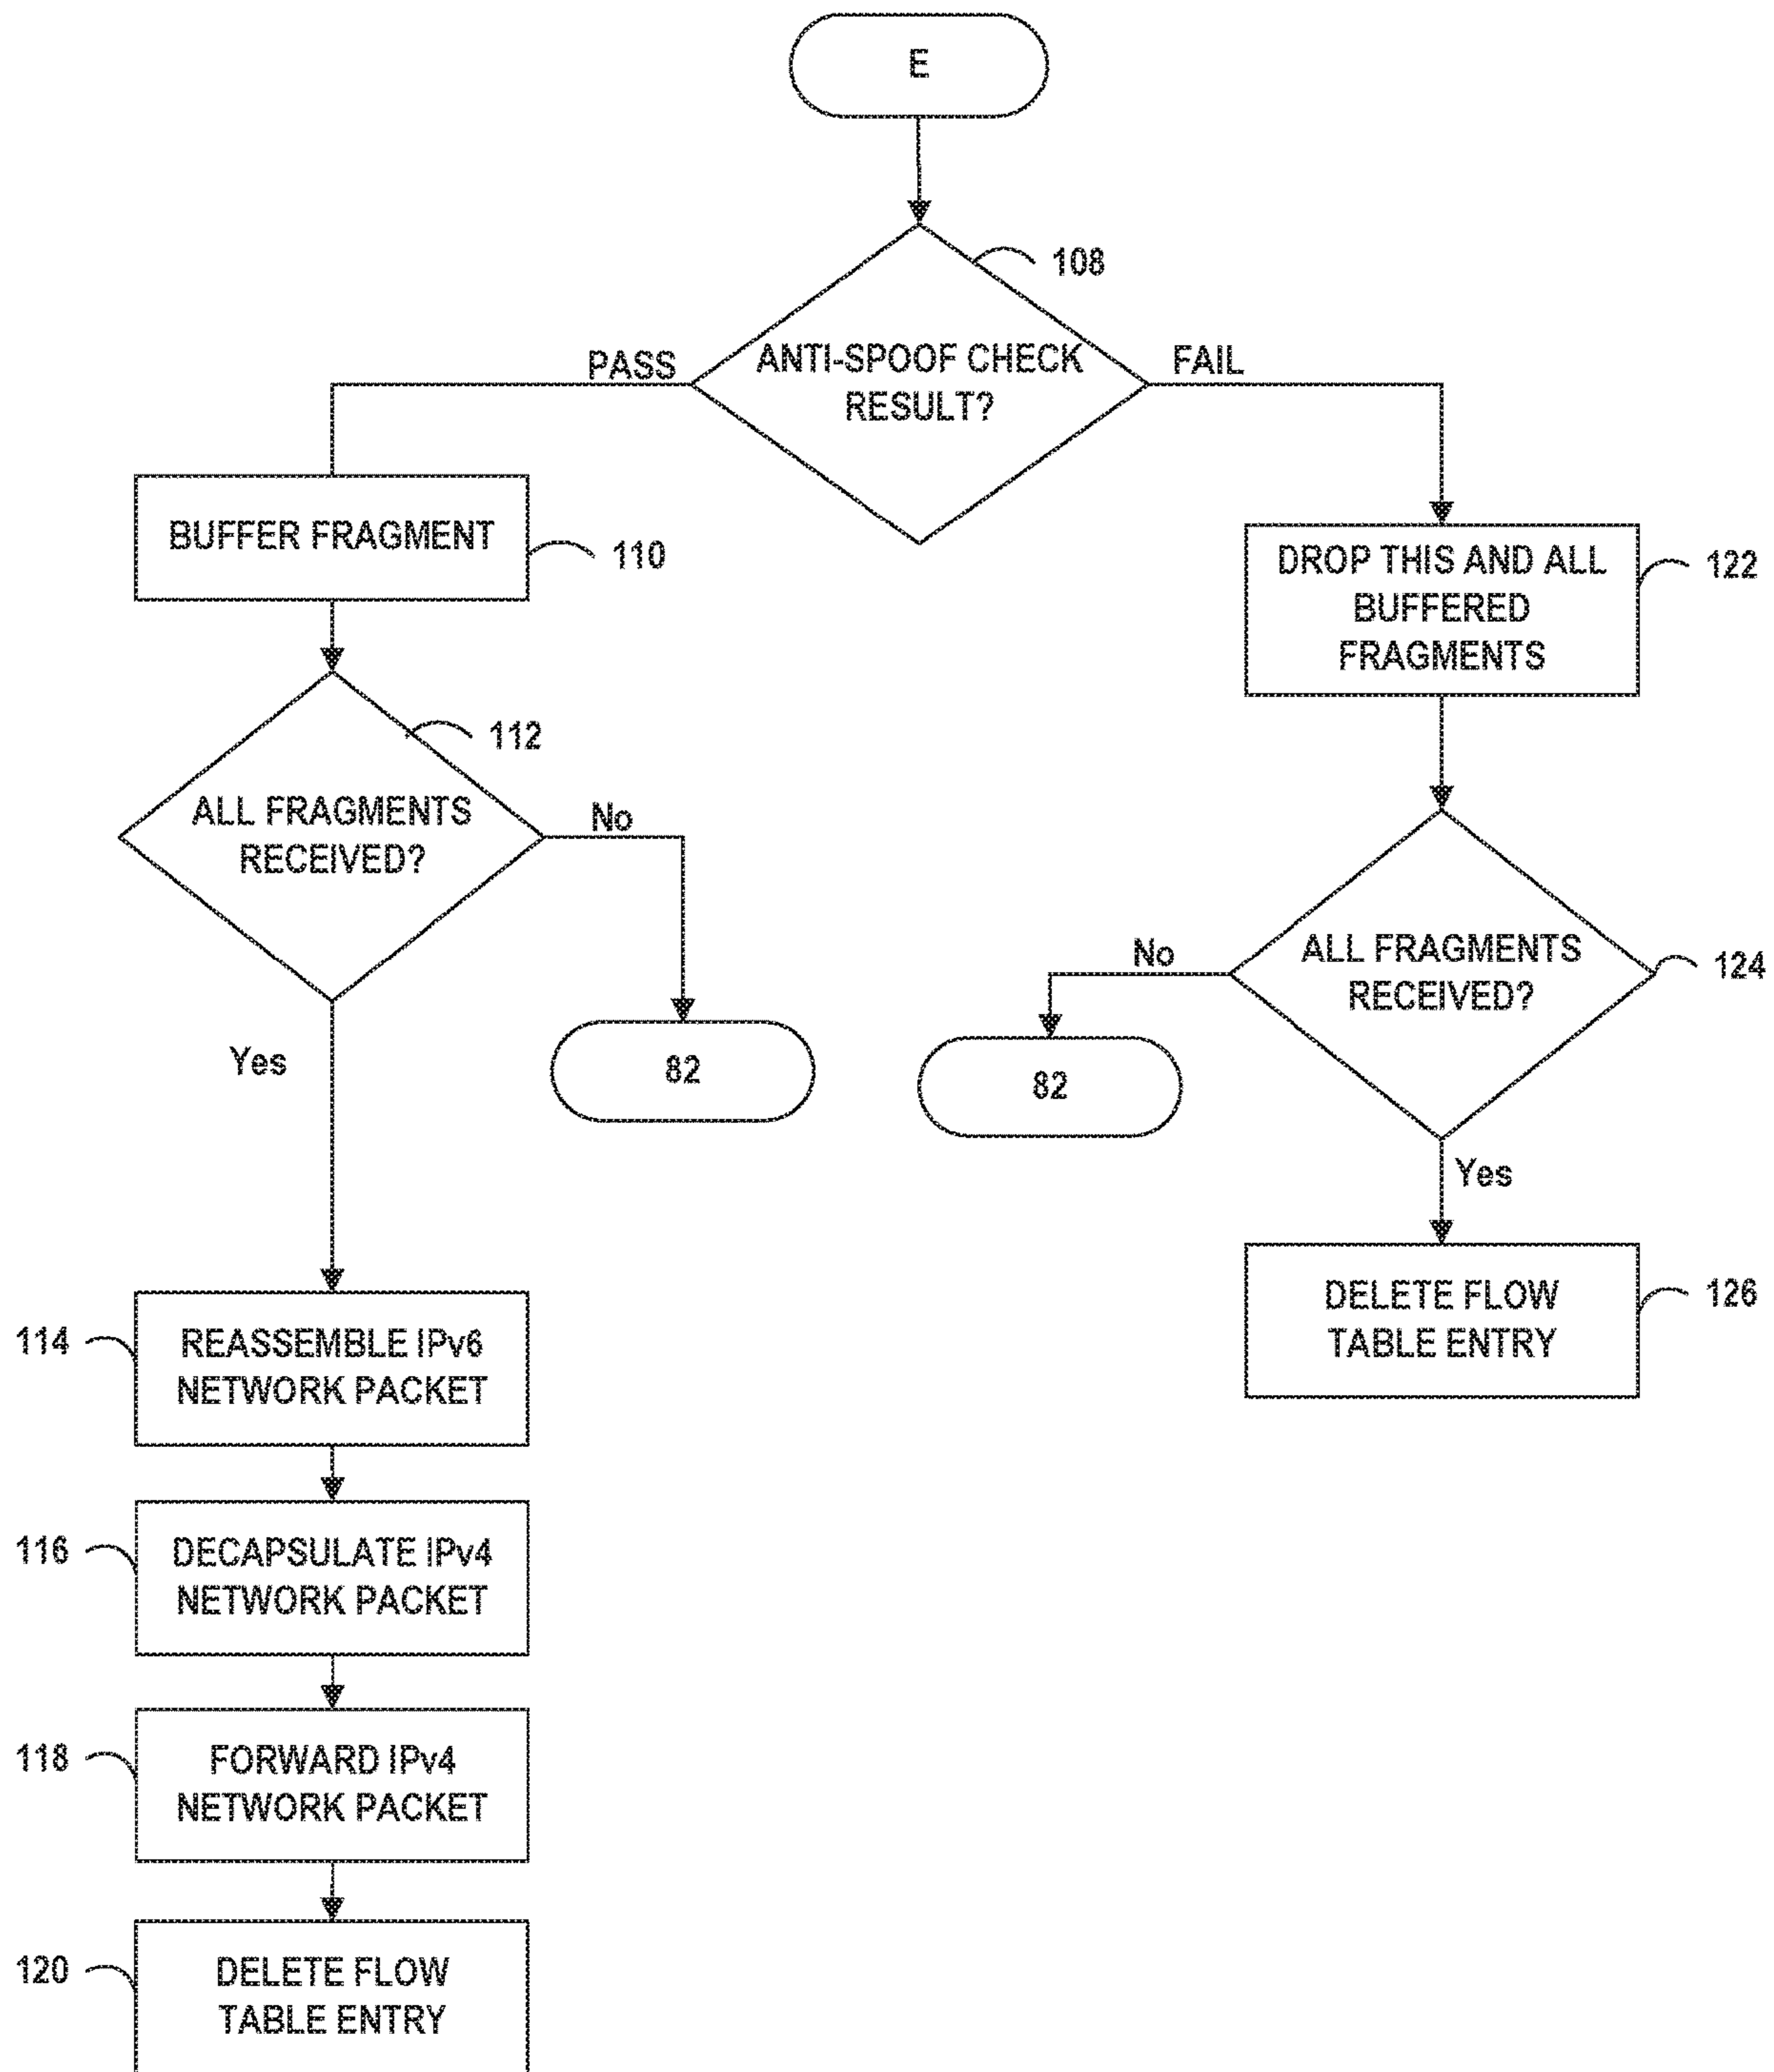 E
108
ANTI-SPOOF CHECK
RESULT?
PASS
FAIL
BUFFER FRAGMENT
110
DROP THIS AND ALL
BUFFERED
FRAGMENTS
122
112
ALL FRAGMENTS
RECEIVED?
No
82
Yes
ALL FRAGMENTS
RECEIVED?
124
No
82
Yes
DELETE FLOW
TABLE ENTRY
126
114
REASSEMBLE IPv6
NETWORK PACKET
116
DECAPSULATE IPv4
NETWORK PACKET
118
FORWARD IPv4
NETWORK PACKET
120
DELETE FLOW
TABLE ENTRY